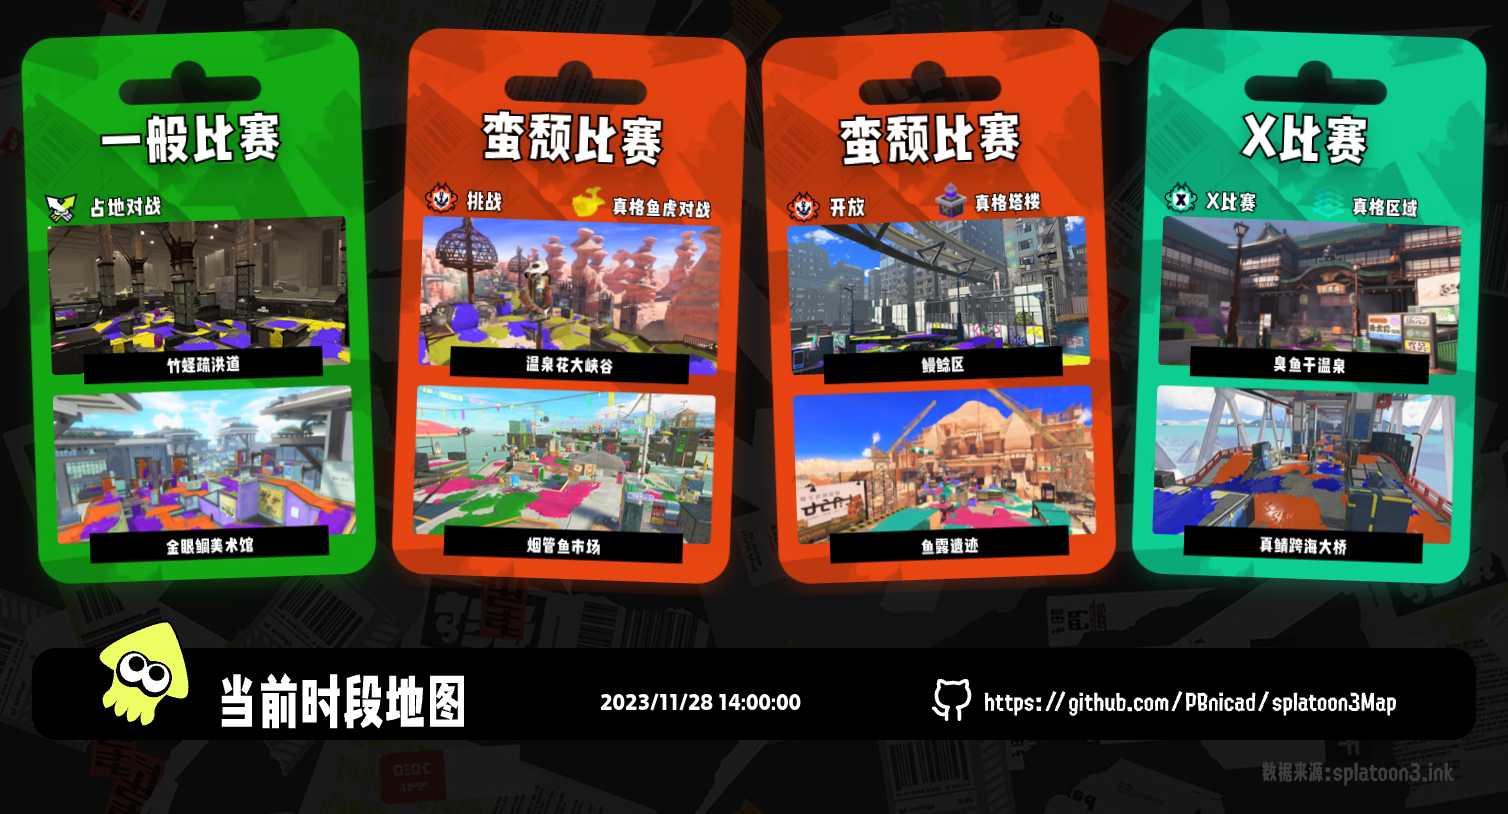 一般比赛
占地对战
竹蛏疏洪道
金眼鲷美术馆
蛮颓比赛
挑战
真格鱼虎对战
温泉花大峡谷
烟管鱼市场
蛮颓比赛
开放
真格塔楼
鳗鲶区
鱼露遗迹
X比赛
X比赛
真格区域
臭鱼干温泉
真鲭跨海大桥
当前时段地图
2023/11/28 14:00:00
https://github.com/PBnicad/splatoon3Map
数据来源:splatoon3.ink